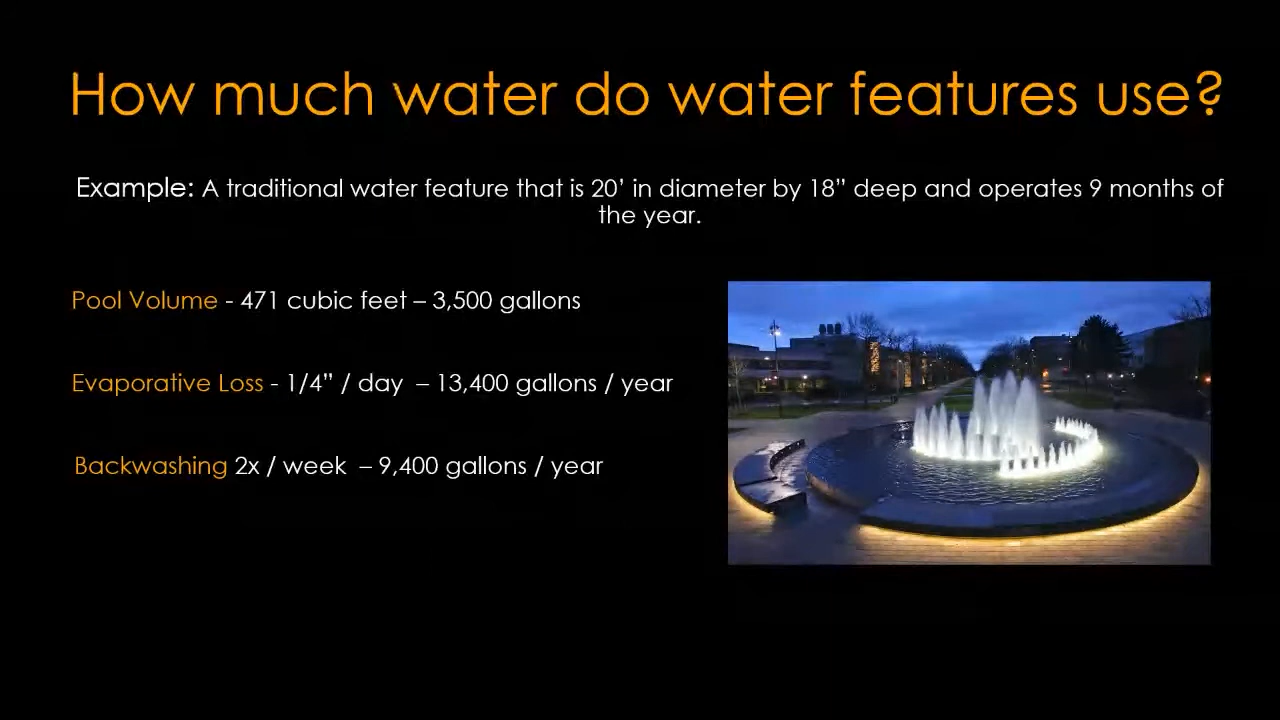 How much water do water features use?
Example: A traditional water feature that is 20’ in diameter by 18” deep and operates 9 months of
the year.
Pool Volume - 471 cubic feet – 3,500 gallons
Evaporative Loss - 1/4” / day – 13,400 gallons / year
Backwashing 2x / week – 9,400 gallons / year